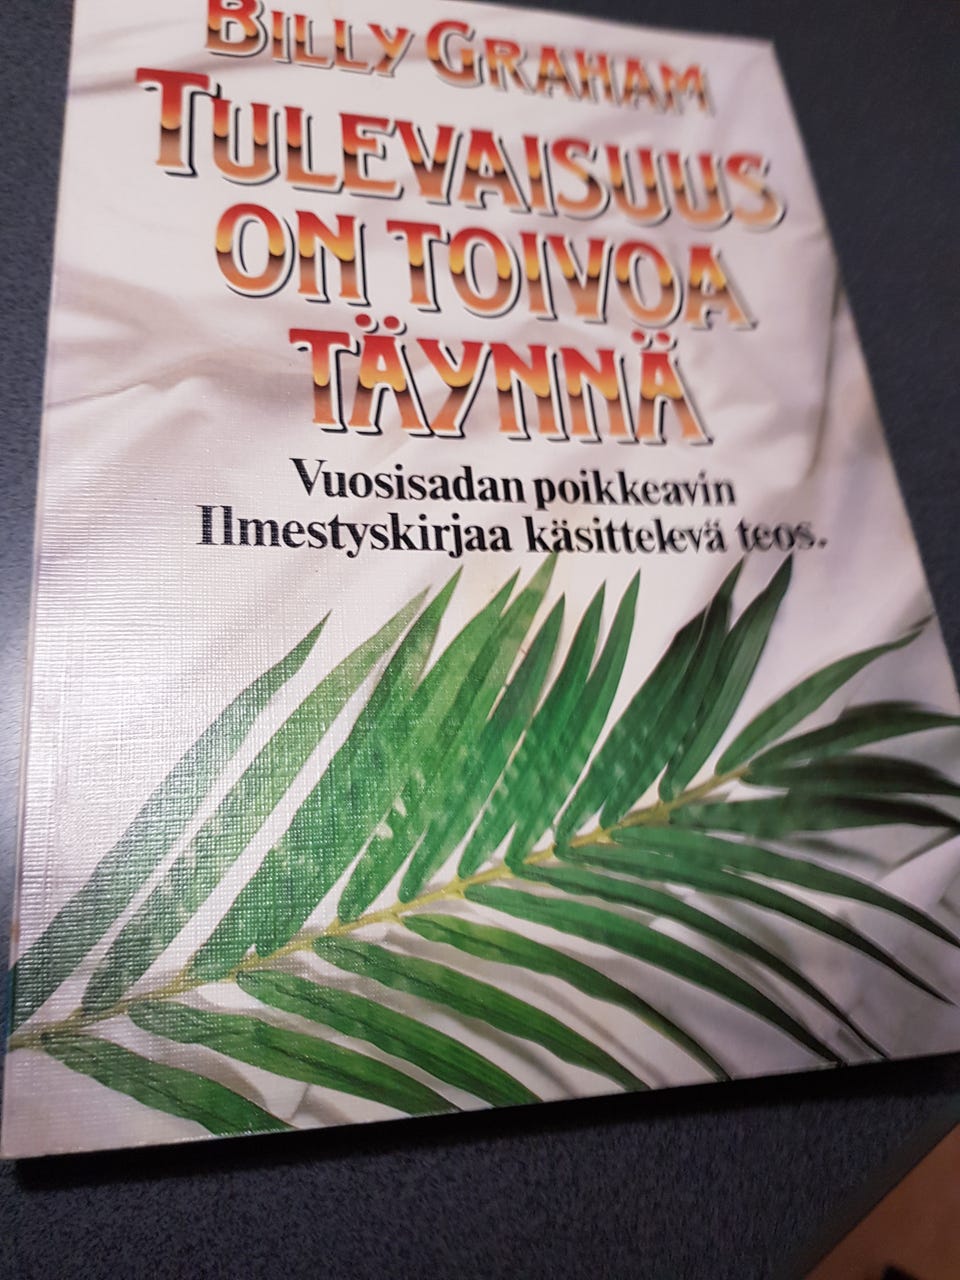 BILLY GRAHAM
TULEVAISUUS
ON TOIVOA
TÄYNNÄ
Vuosisadan poikkeavin
Ilmestyskirjaa käsittelevä teos.